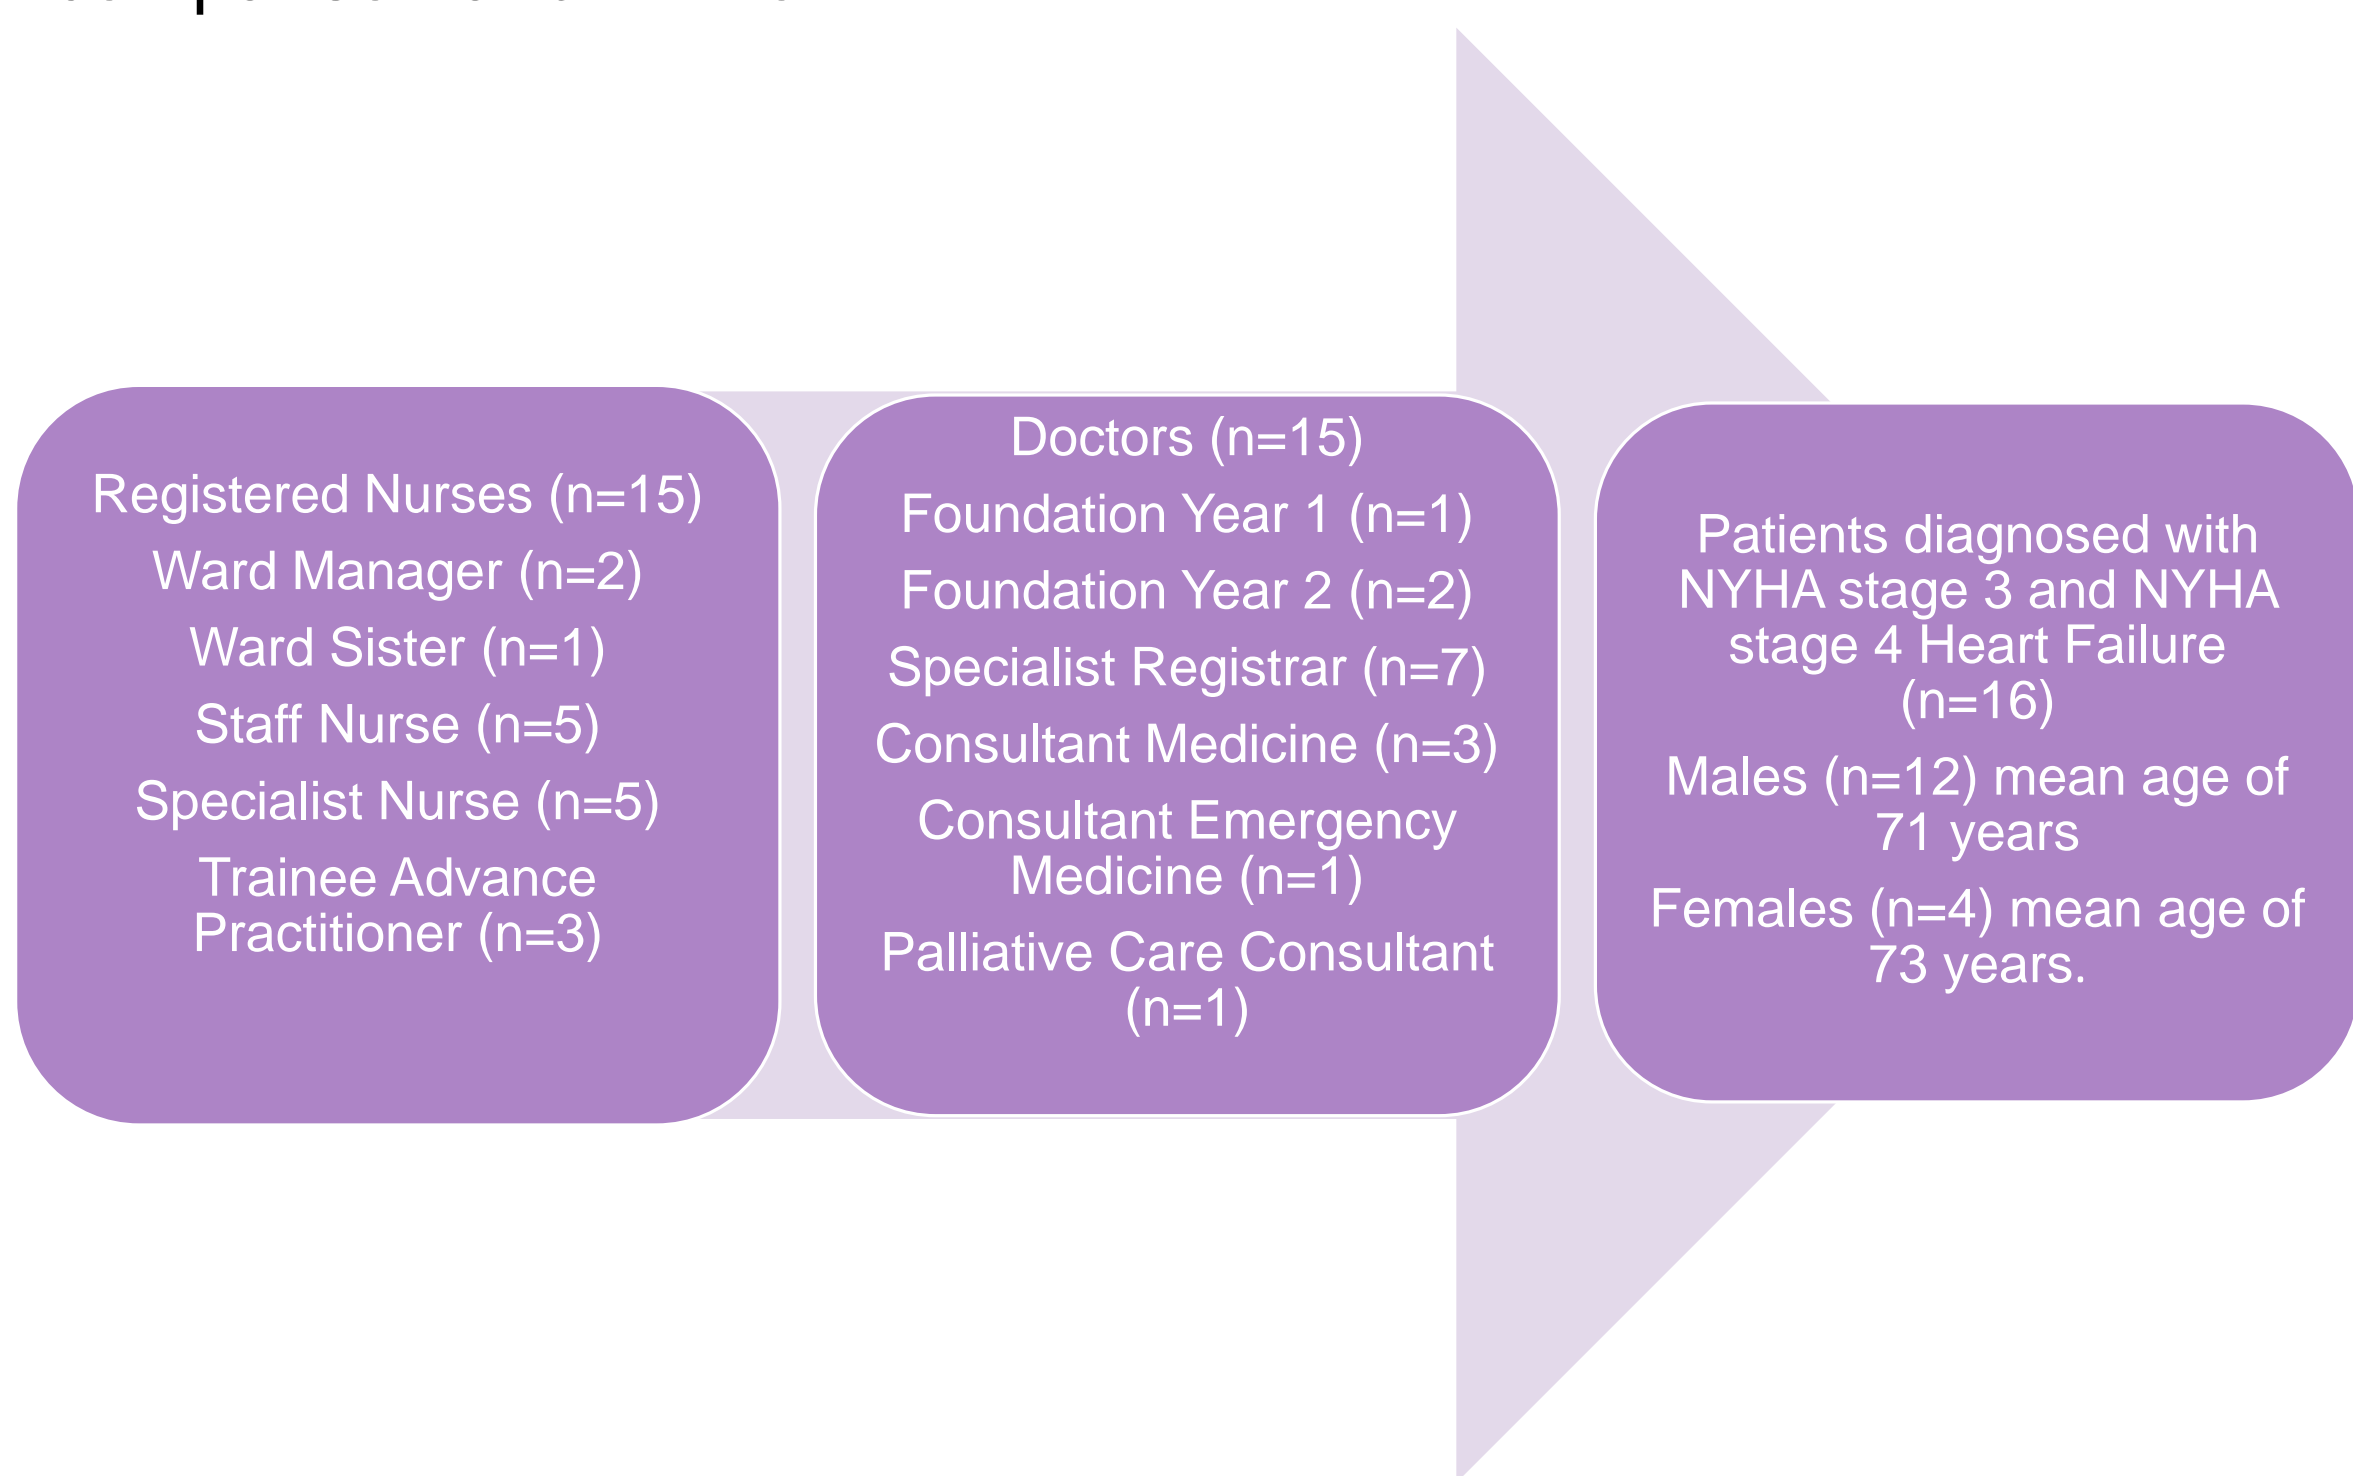 Registered Nurses (n=15)
Ward Manager (n=2)
Ward Sister (n=1)
Staff Nurse (n=5)
Specialist Nurse (n=5)
Trainee Advance
Practitioner (n=3)
Doctors (n=15)
Foundation Year 1 (n=1)
Foundation Year 2 (n=2)
Specialist Registrar (n=7)
Consultant Medicine (n=3)
Consultant Emergency
Medicine (n=1)
Palliative Care Consultant
(n=1)
Patients diagnosed with
NYHA stage 3 and NYHA
stage 4 Heart Failure
(n=16)
Males (n=12) mean age of
71 years
Females (n=4) mean age of
73 years.